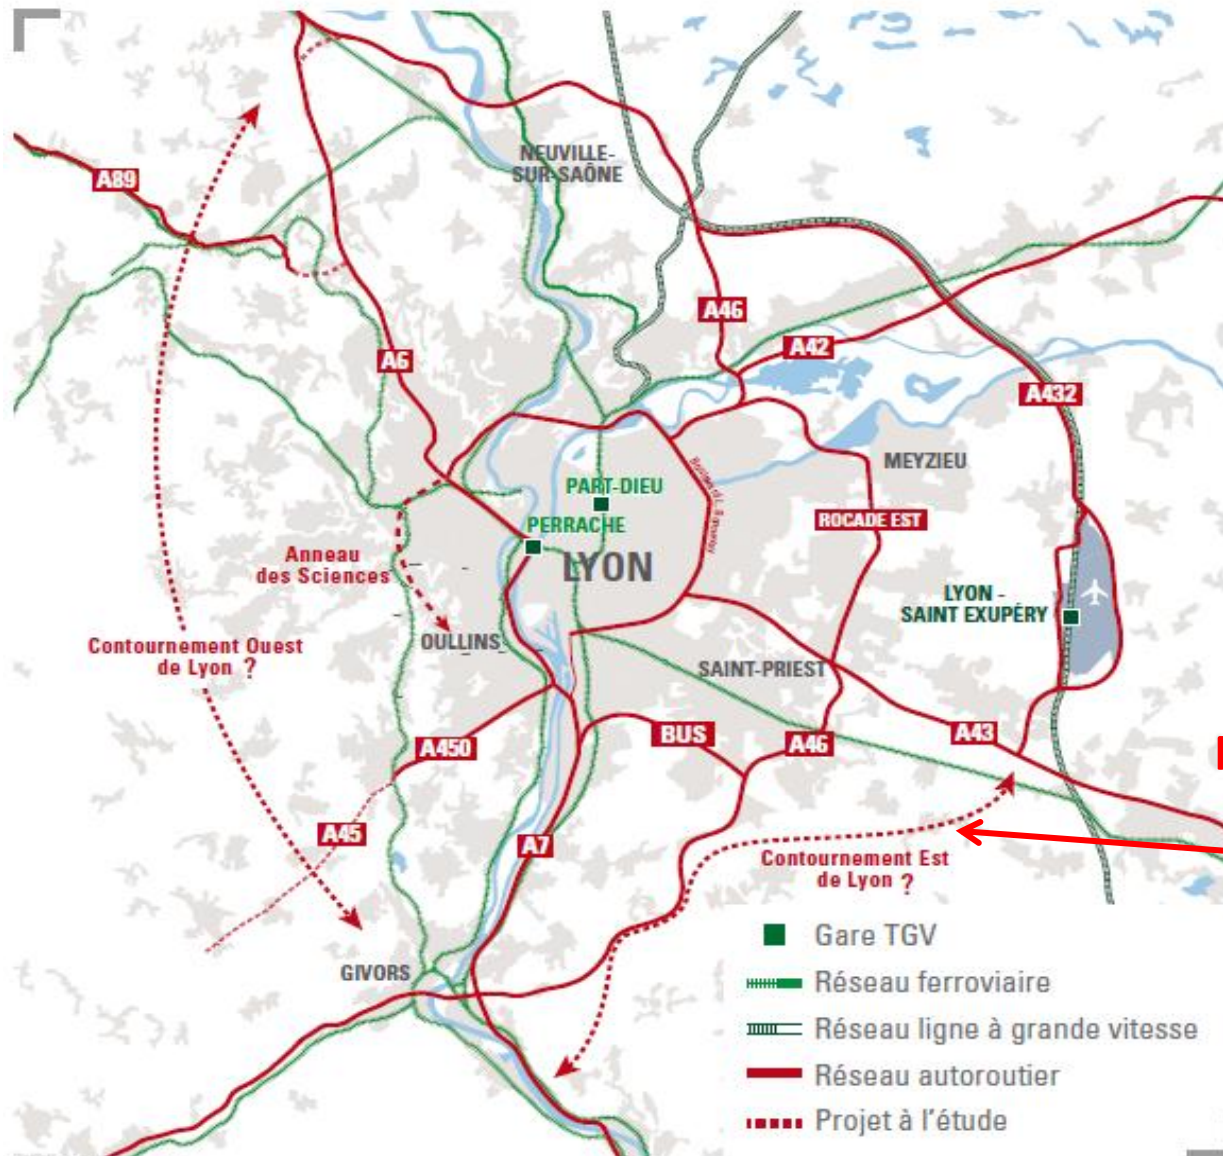 NEUVILLE-
SUR-SAÔNE
A89
A46
A6
A42
A432
MEYZIEU
PART-DIEU
Boulevard L. Bonnevay
ROCADE EST
PERRACHE
Anneau
des Sciences
LYON
LYON -
SAINT EXUPÉRY
Contournement Ouest
de Lyon ?
OULLINS
SAINT-PRIEST
A450
BUS
A46
A43
A45
A7
Contournement Est
de Lyon ?
GIVORS
Gare TGV
Réseau ferroviaire
Réseau ligne à grande vitesse
Réseau autoroutier
Projet à l'étude